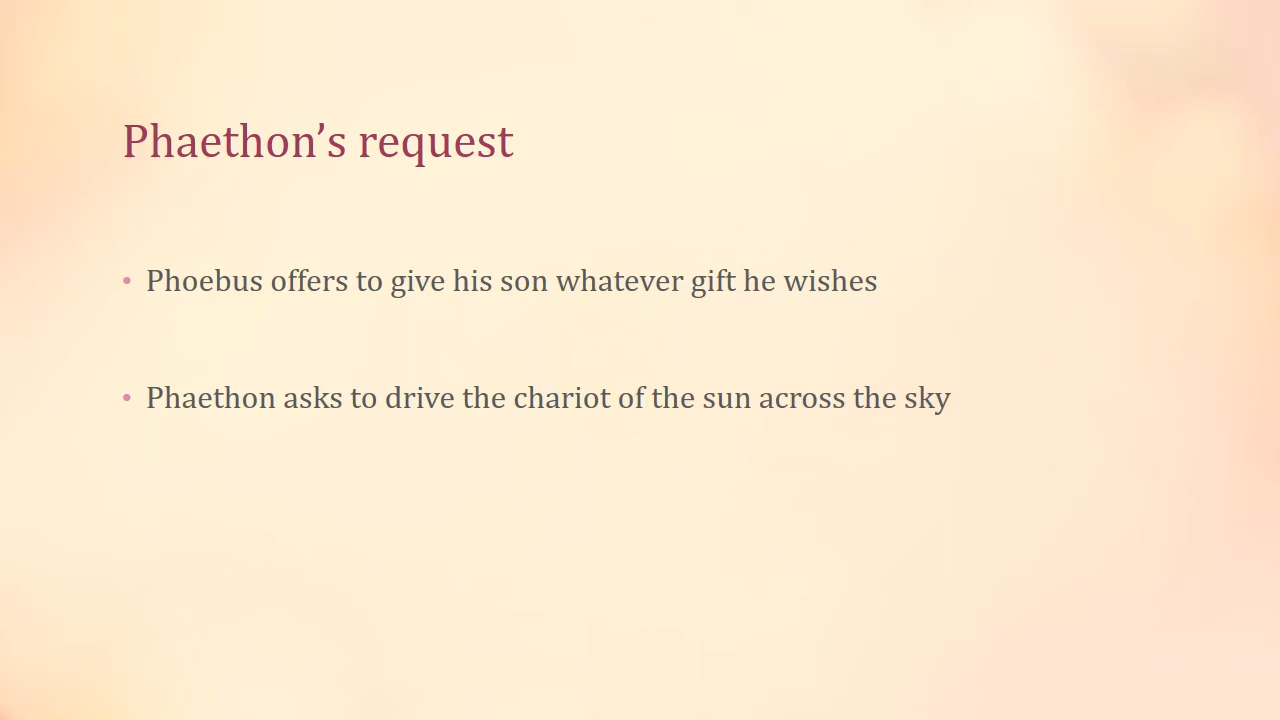 Phaethon’s request
• Phoebus offers to give his son whatever gift he wishes
• Phaethon asks to drive the chariot of the sun across the sky